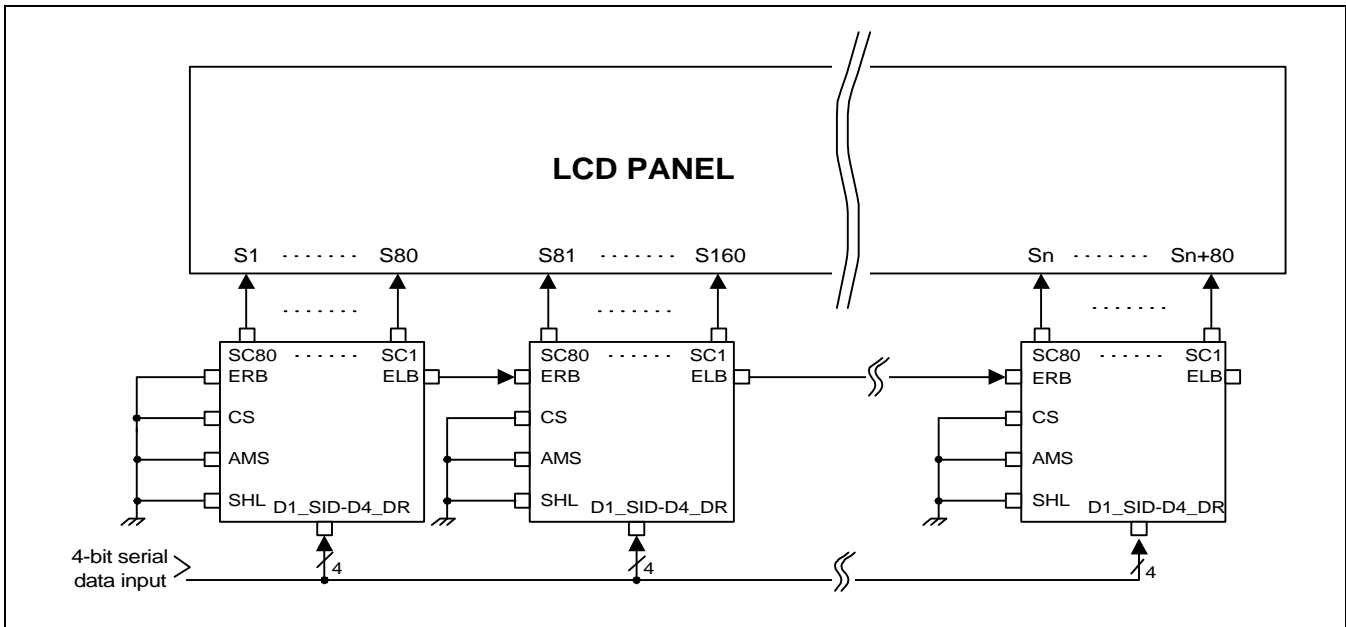 LCD PANEL
S1 ······· S80 S81 ······· S160 Sn ······· Sn+80
······· ······· ·······
SC80 ······ SC1 SC80 ······ SC1 SC80 ······ SC1
ERB ELB ERB ELB ERB ELB
CS CS CS
AMS AMS AMS
SHL SHL SHL
D1_SID-D4_DR D1_SID-D4_DR D1_SID-D4_DR
4-bit serial
data input
4 4 4